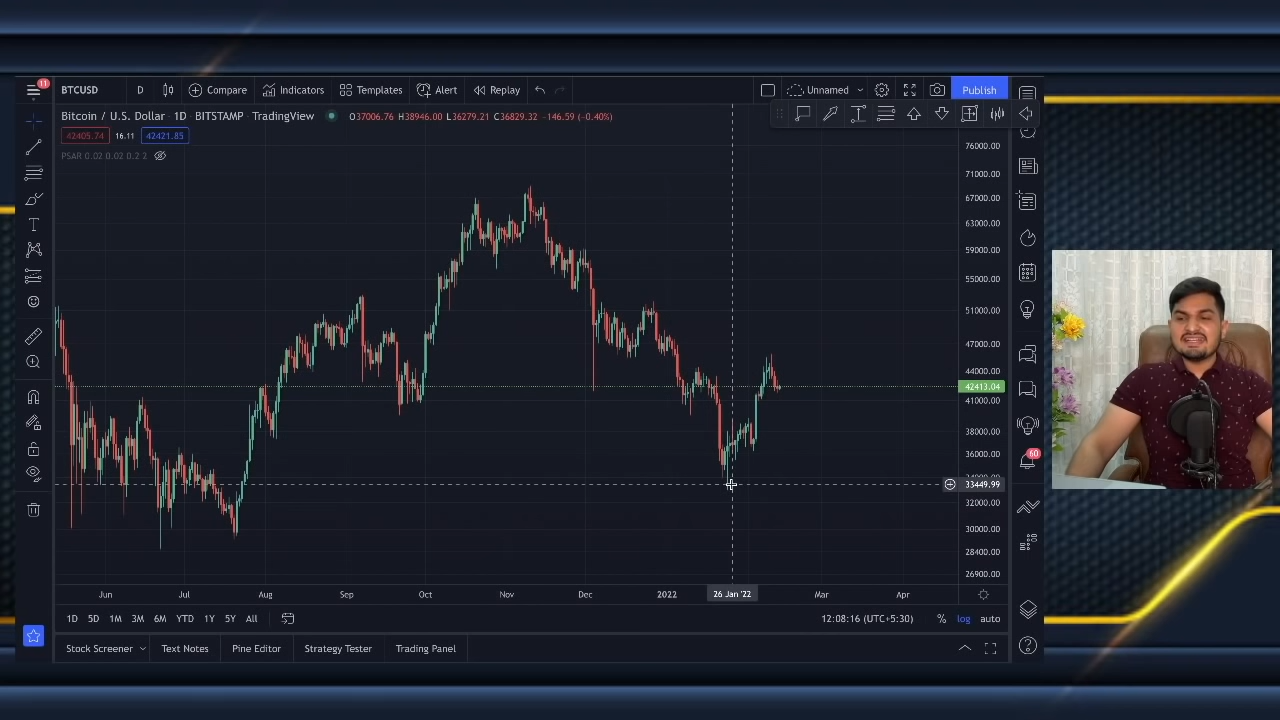 11
BTCUSD D Compare Indicators Templates Alert Replay Unnamed Publish
Bitcoin / U.S. Dollar 1D BITSTAMP TradingView O37006.76 H38946.00 L36279.21 C36829.32 −146.59 (−0.40%)
42405.74 16.11 42421.85
PSAR 0.02 0.02 0.2 2
76000.00
71000.00
67000.00
63000.00
59000.00
55000.00
51000.00
47000.00
44000.00
42413.04
41000.00
38000.00
36000.00
60
33449.99
32000.00
30000.00
28400.00
26900.00
Jun Jul Aug Sep Oct Nov Dec 2022 26 Jan '22 Mar Apr
1D 5D 1M 3M 6M YTD 1Y 5Y All 12:08:16 (UTC+5:30) % log auto
Stock Screener Text Notes Pine Editor Strategy Tester Trading Panel